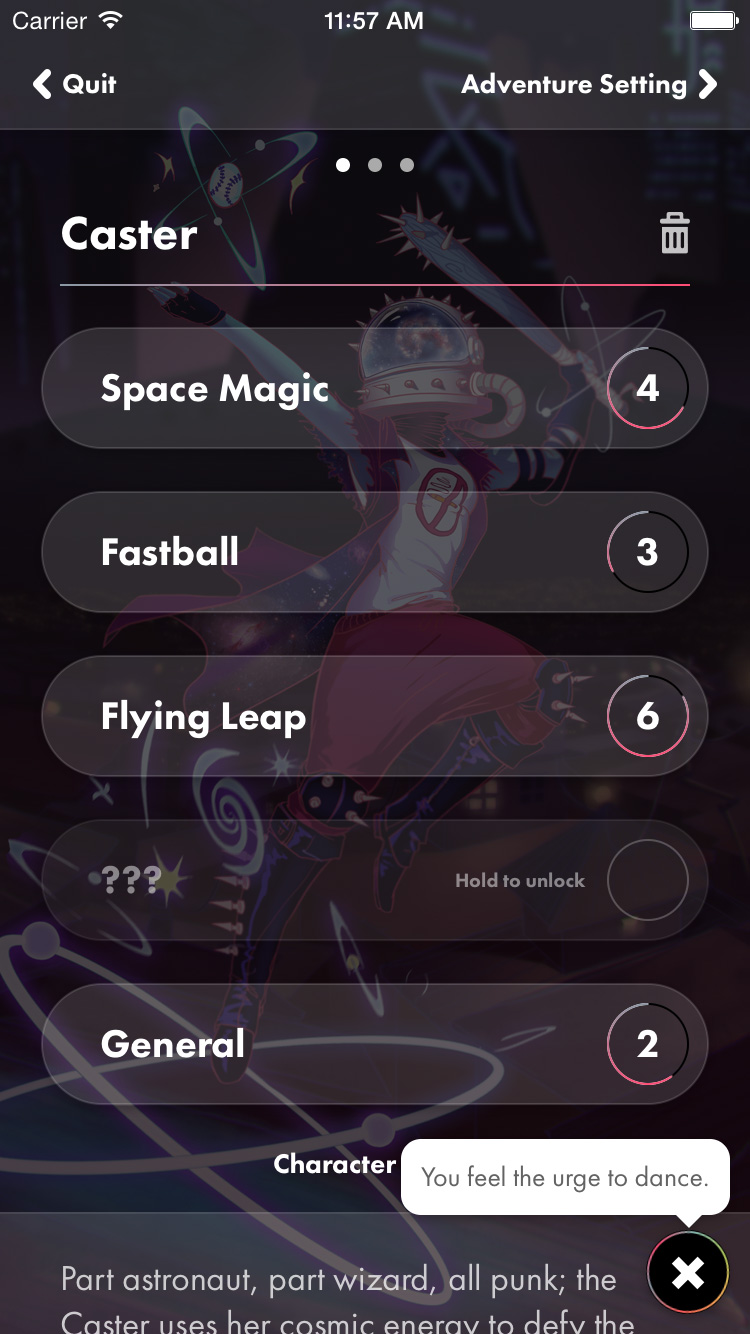 Carrier 11:57 AM
Quit Adventure Setting
Caster
Space Magic 4
Fastball 3
Flying Leap 6
??? Hold to unlock
General 2
Character
You feel the urge to dance.
Part astronaut, part wizard, all punk; the
Caster uses her cosmic energy to defy the